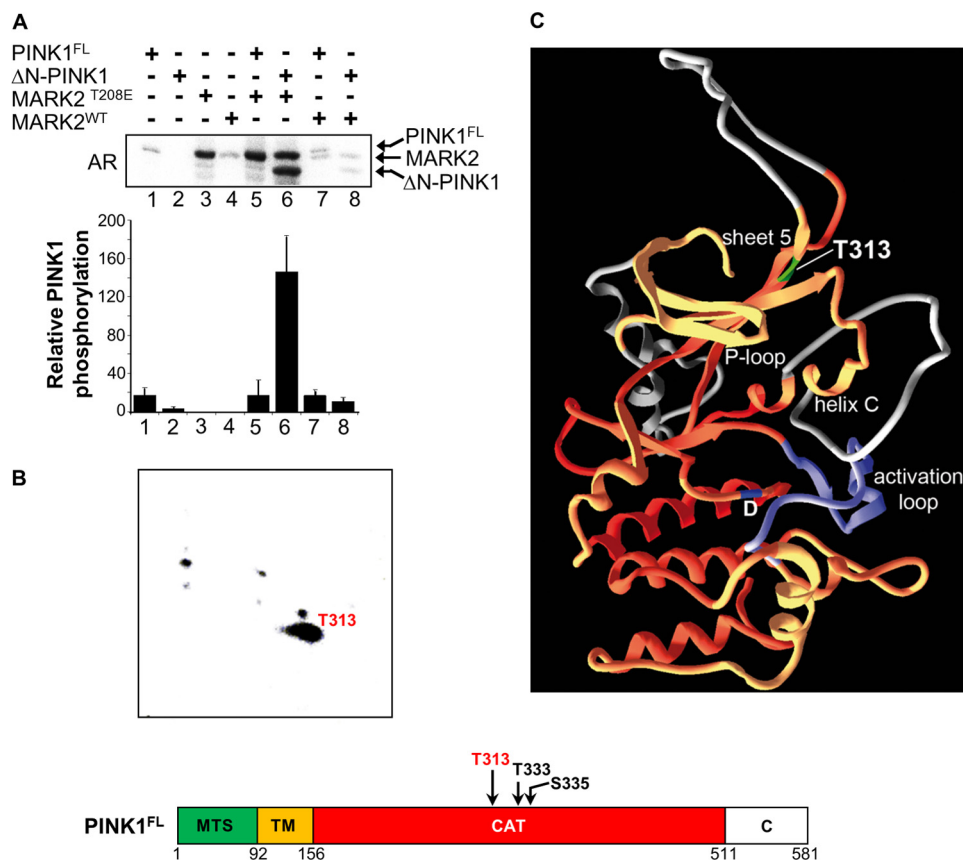 A
PINK1FL + - - - + - + -
ΔN-PINK1 - + - - - + - +
MARK2 T208E - - + - + + - -
MARK2WT - - - + - - + +
AR
PINK1FL
MARK2
ΔN-PINK1
1 2 3 4 5 6 7 8
Relative PINK1
phosphorylation
200
160
120
80
40
0
1 2 3 4 5 6 7 8
B
T313
C
sheet 5
T313
P-loop
helix C
activation
loop
D
T313
T333
S335
PINK1FL
MTS TM CAT C
1 92 156 511 581